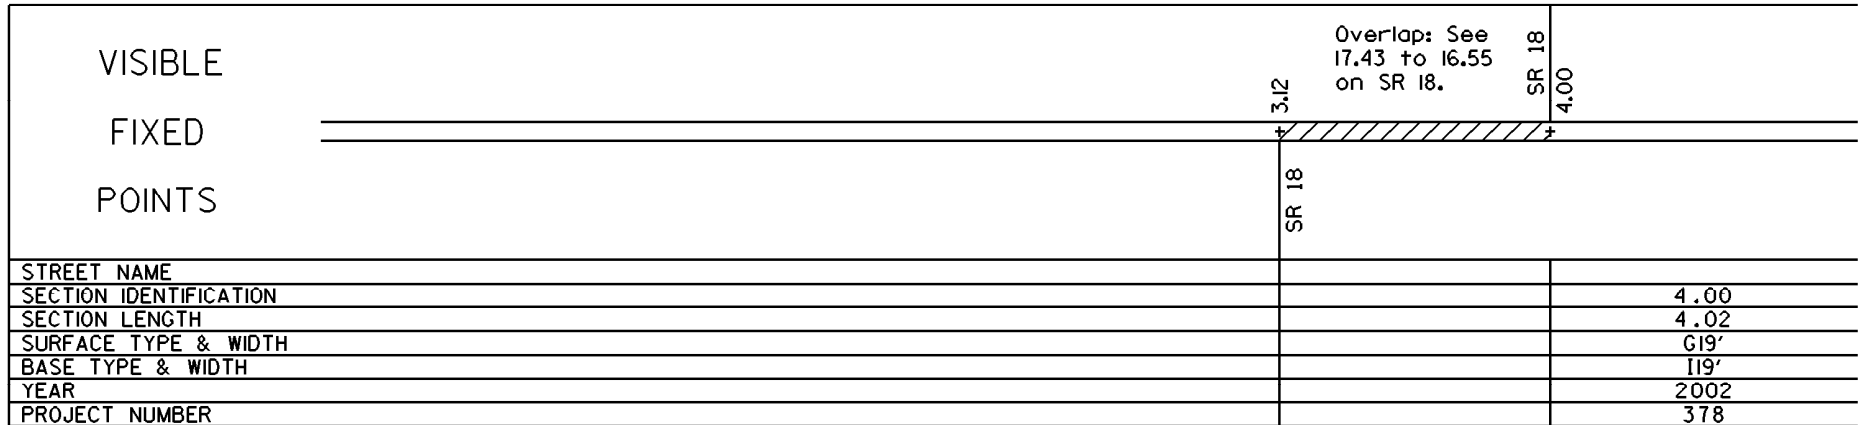 VISIBLE
FIXED
POINTS
3.12
Overlap: See
17.43 to 16.55
on SR 18.
SR 18
4.00
SR 18
STREET NAME
SECTION IDENTIFICATION 4.00
SECTION LENGTH 4.02
SURFACE TYPE & WIDTH G19'
BASE TYPE & WIDTH I19'
YEAR 2002
PROJECT NUMBER 378